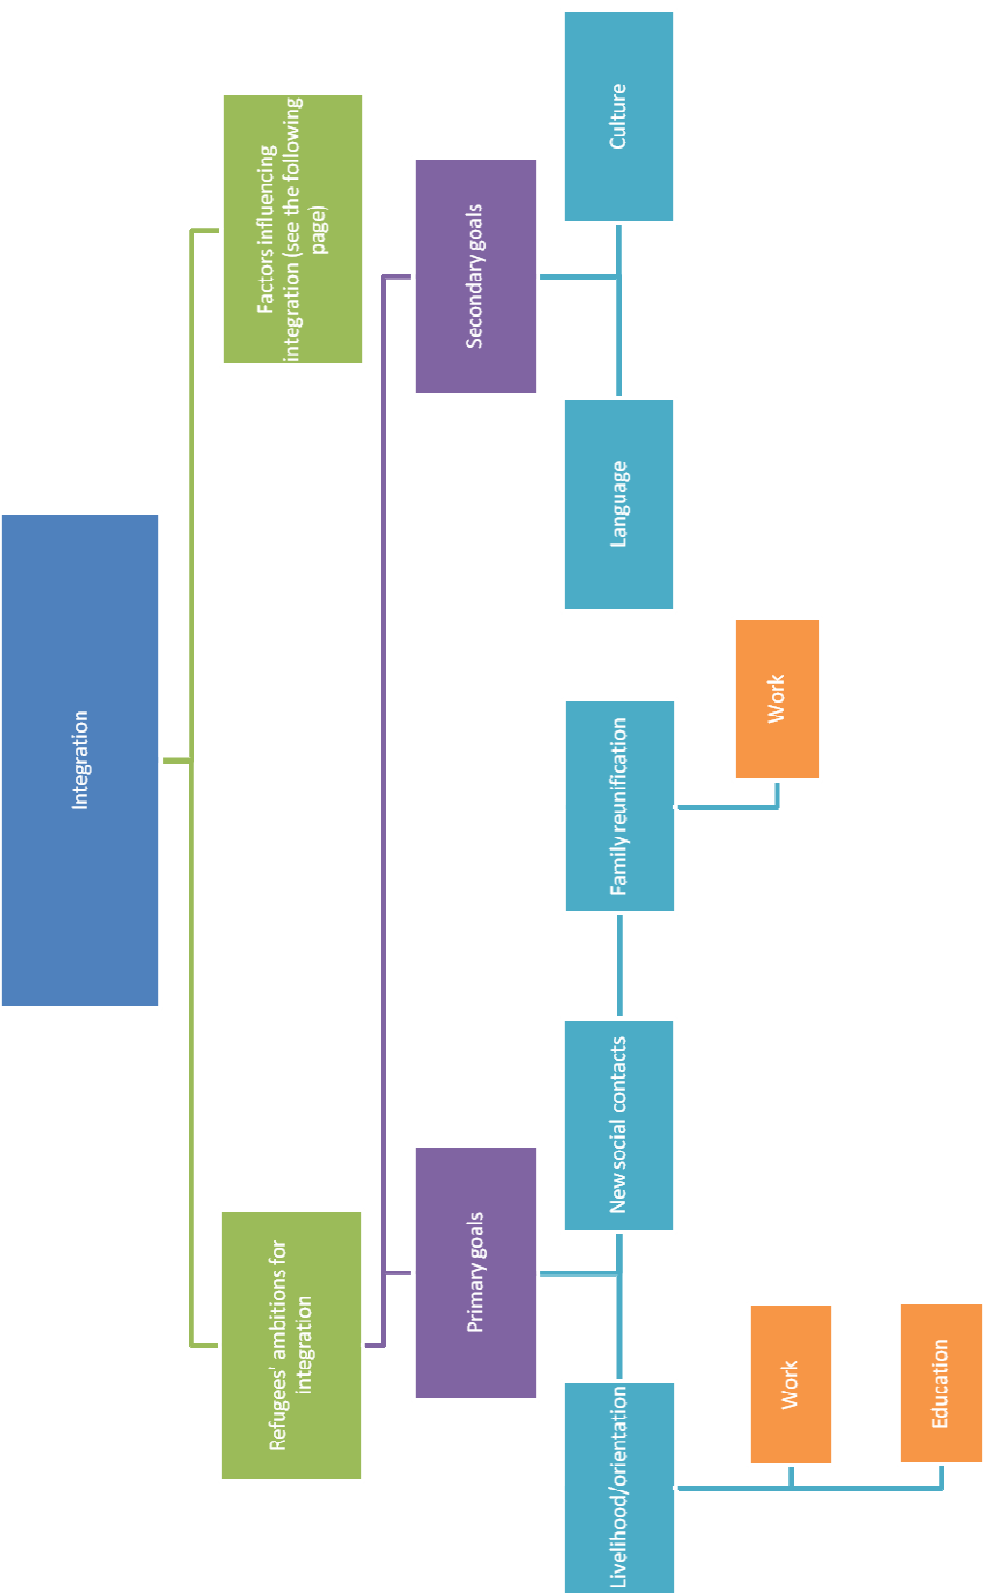 Integration
Refugees' ambitions for
integration
Factors influencing
integration (see the following
page)
Primary goals
Secondary goals
Livelihood/orientation
New social contacts
Family reunification
Language
Culture
Work
Education
Work